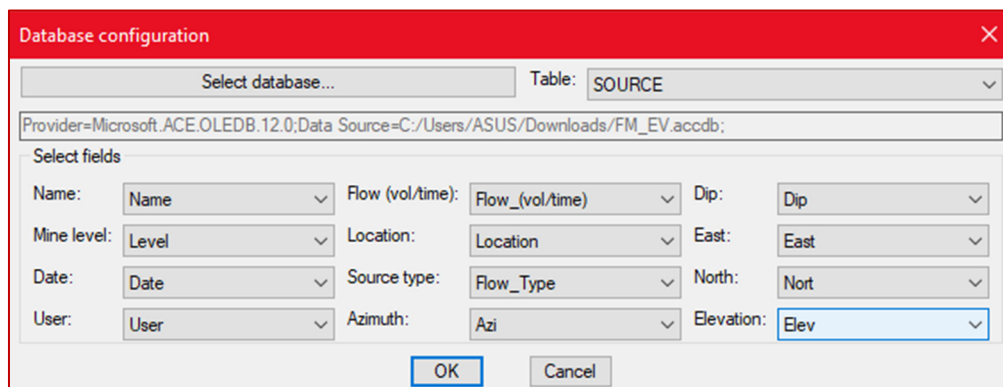 Database configuration
Select database... Table: SOURCE
Provider=Microsoft.ACE.OLEDB.12.0;Data Source=C:/Users/ASUS/Downloads/FM_EV.accdb;
Select fields
Name: Name Flow (vol/time): Flow_(vol/time) Dip: Dip
Mine level: Level Location: Location East: East
Date: Date Source type: Flow_Type North: Nort
User: User Azimuth: Azi Elevation: Elev
OK Cancel